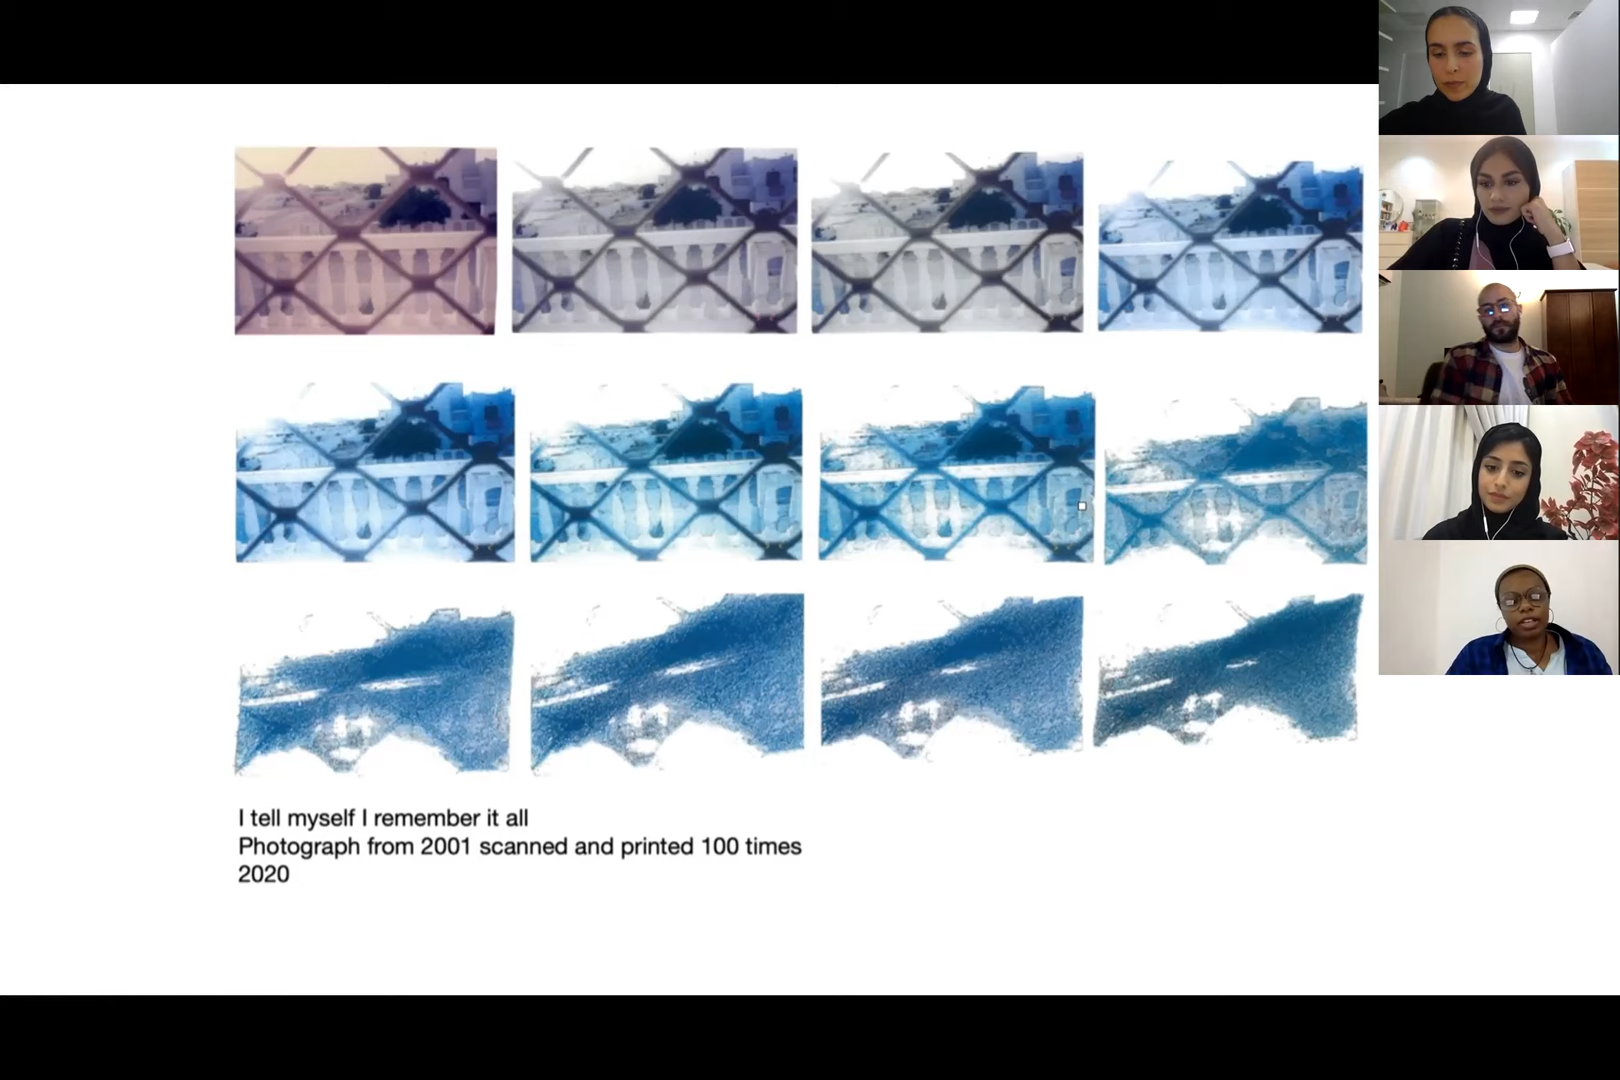 I tell myself I remember it all
Photograph from 2001 scanned and printed 100 times
2020